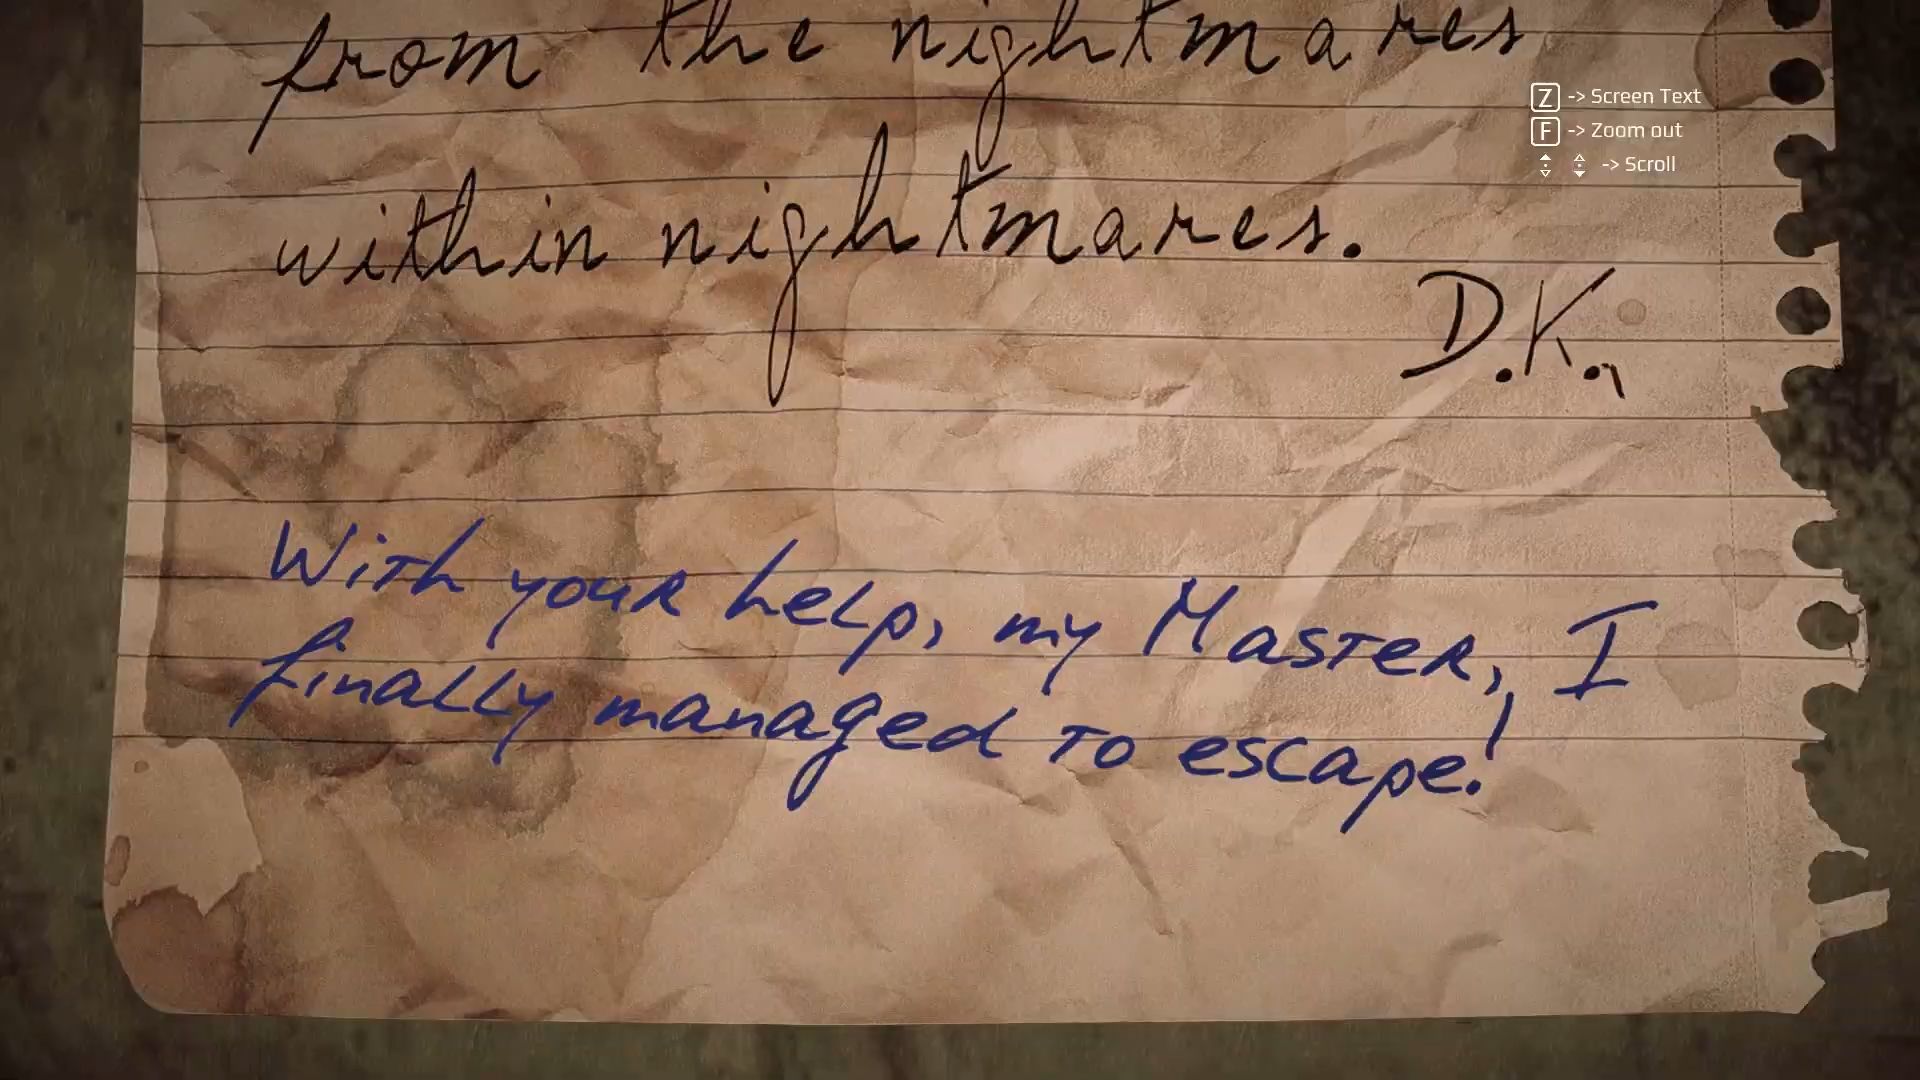 from the nightmares
Z -> Screen Text
F -> Zoom out
-> Scroll
within nightmares.
D.K.,
With your help, my Master, I
finally managed to escape!